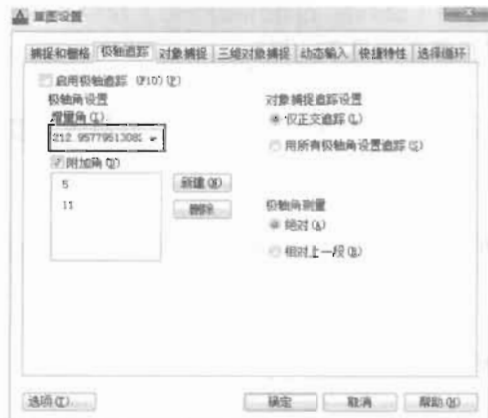 草图设置
捕捉和栅格 极轴追踪 对象捕捉 三维对象捕捉 动态输入 快捷特性 选择循环
启用极轴追踪 (F10)(P)
极轴角设置
增量角(I)
212.9577951308
附加角(D)
5
11
新建(N)
删除
对象捕捉追踪设置
仅正交追踪(L)
用所有极轴角设置追踪(S)
极轴角测量
绝对(A)
相对上一段(R)
选项(T)...
确定
取消
帮助(H)